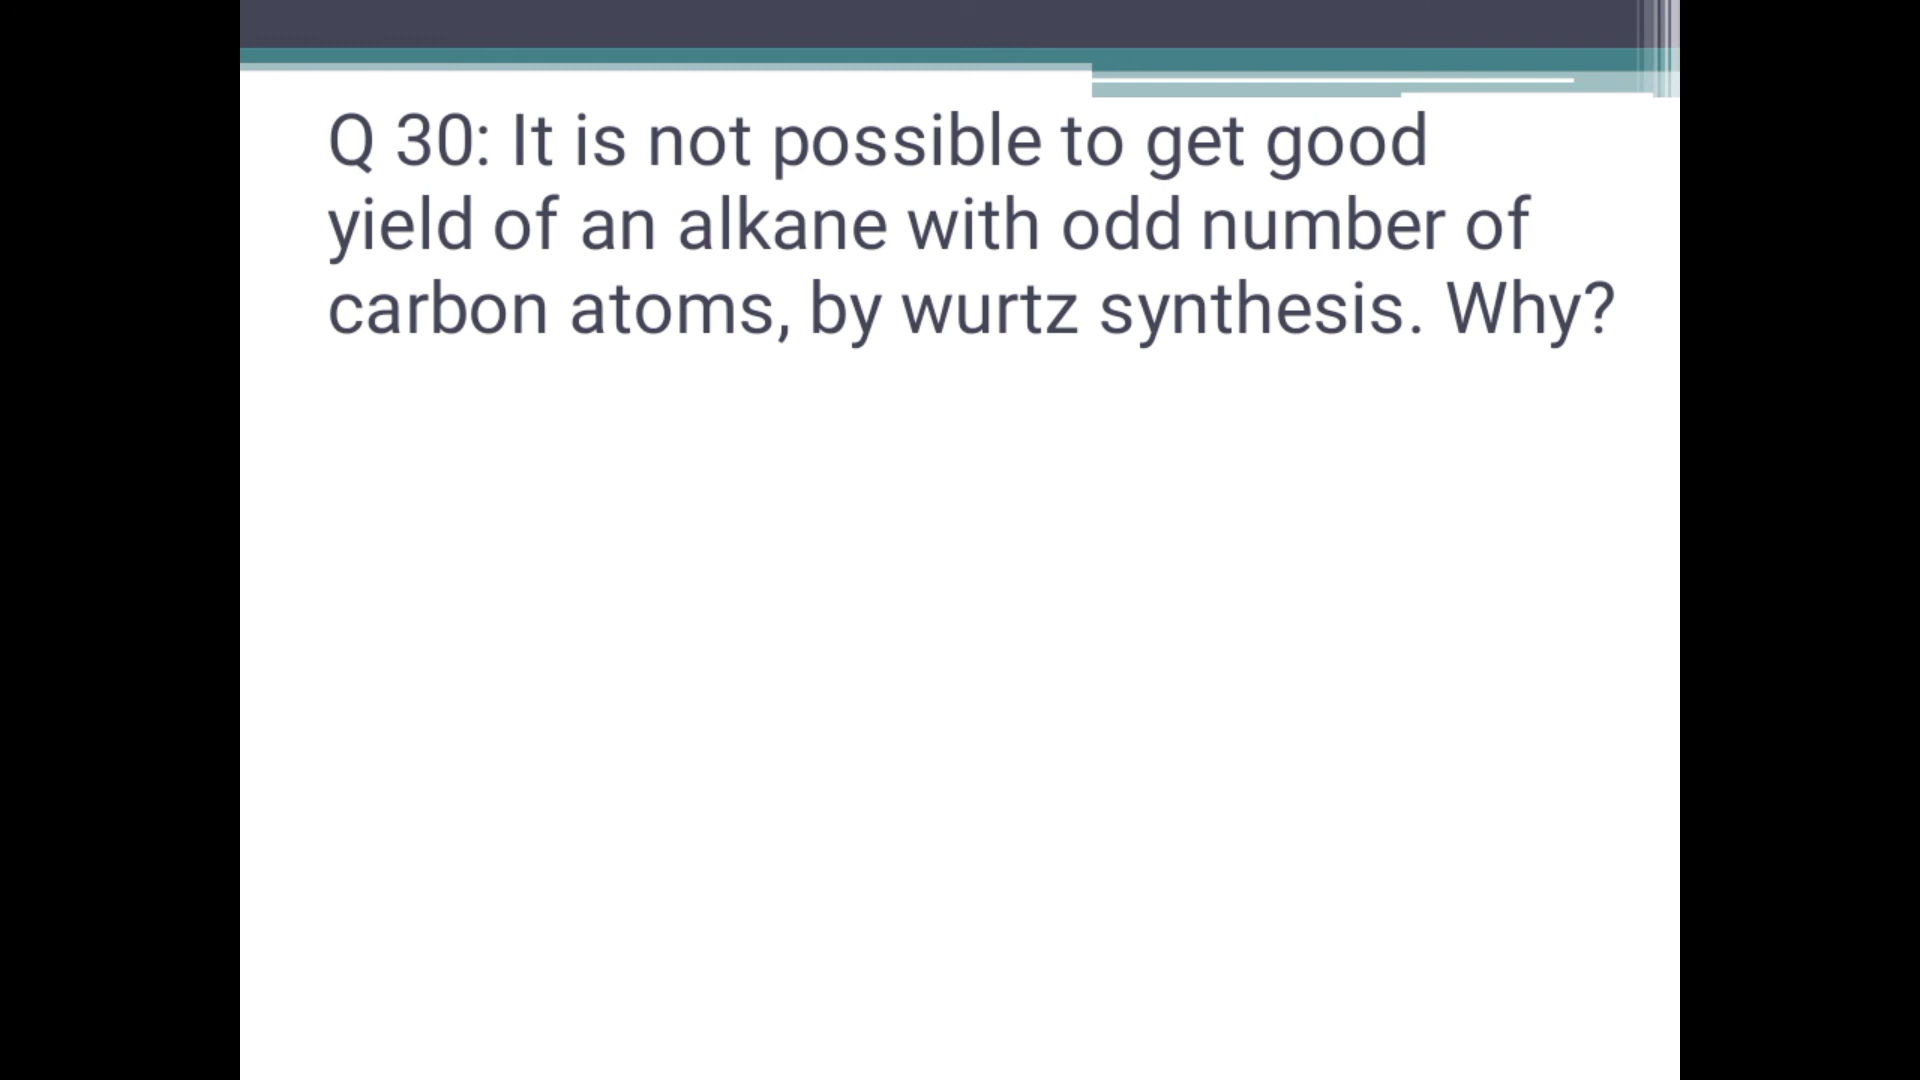 Q 30: It is not possible to get good
yield of an alkane with odd number of
carbon atoms, by wurtz synthesis. Why?